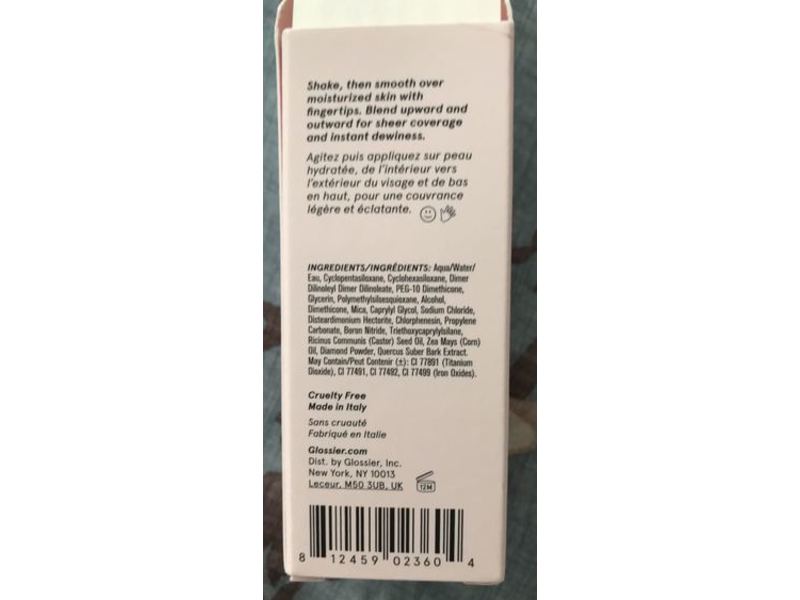 Shake, then smooth over
moisturized skin with
fingertips. Blend upward and
outward for sheer coverage
and instant dewiness.
Agitez puis appliquez sur peau
hydratée, de l'intérieur vers
l'extérieur du visage et de bas
en haut, pour une couvrance
légère et éclatante.
INGREDIENTS/INGRÉDIENTS: Aqua/Water/
Eau, Cyclopentasiloxane, Cyclohexasiloxane, Dimer
Dilinoleyl Dimer Dilinoleate, PEG-10 Dimethicone,
Glycerin, Polymethylsilsesquioxane, Alcohol,
Dimethicone, Mica, Caprylyl Glycol, Sodium Chloride,
Disteardimonium Hectorite, Chlorphenesin, Propylene
Carbonate, Boron Nitride, Triethoxycaprylylsilane,
Ricinus Communis (Castor) Seed Oil, Zea Mays (Corn)
Oil, Diamond Powder, Quercus Suber Bark Extract.
May Contain/Peut Contenir (±): CI 77891 (Titanium
Dioxide), CI 77491, CI 77492, CI 77499 (Iron Oxides).
Cruelty Free
Made in Italy
Sans cruauté
Fabriqué en Italie
Glossier.com
Dist. by Glossier, Inc.
New York, NY 10013
Leceur, M50 3UB, UK
12M
8 12459 02360 4